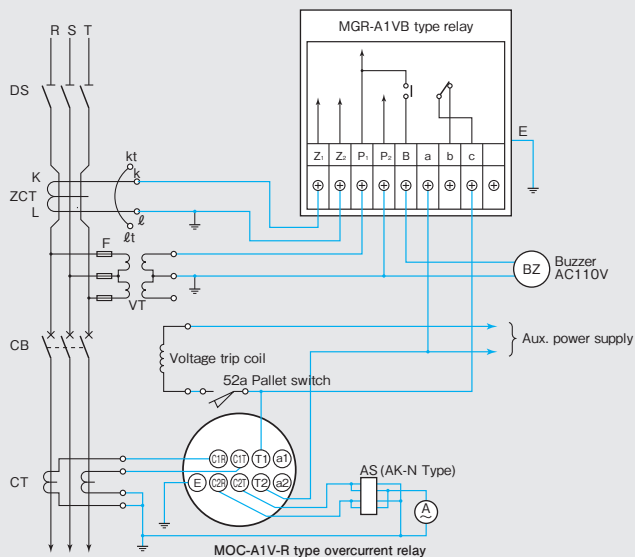 R S T
MGR-A1VB type relay
DS
E
Z1 Z2 P1 P2 B a b c
kt
K k
ZCT
L ℓ
ℓt
F
BZ
Buzzer
AC110V
VT
CB
Voltage trip coil
Aux. power supply
52a Pallet switch
C1R C1T T1 a1
AS (AK-N Type)
CT
E C2R C2T T2 a2
A
MOC-A1V-R type overcurrent relay